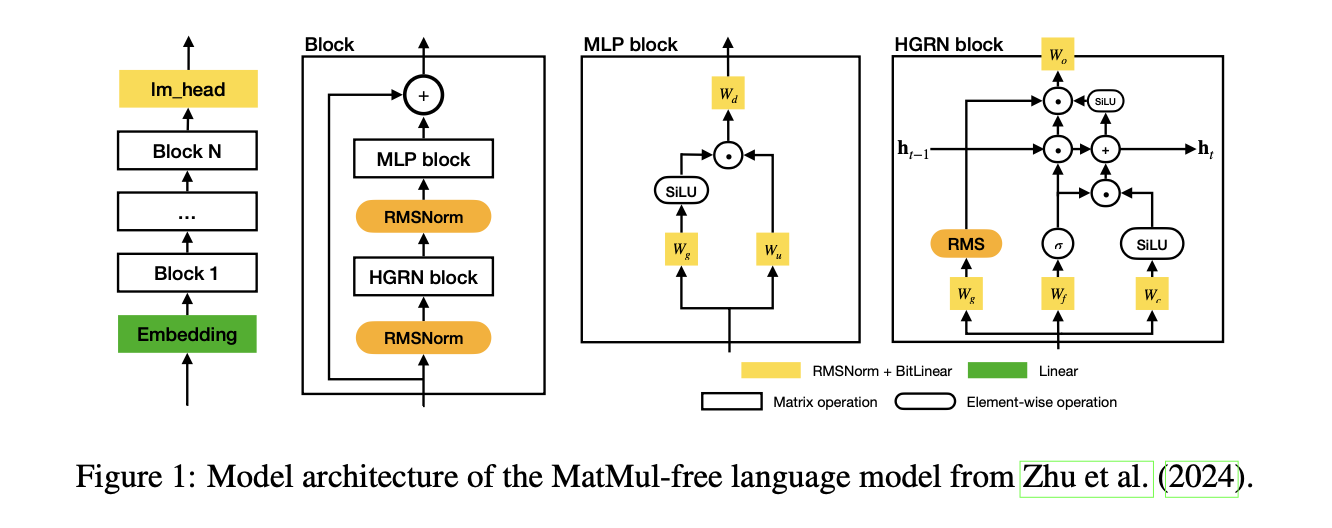 lm_head
Block N
...
Block 1
Embedding
Block
+
MLP block
RMSNorm
HGRN block
RMSNorm
MLP block
W_d
SiLU
W_g
W_u
HGRN block
W_o
SiLU
h_{t−1}
+
h_t
RMS
σ
SiLU
W_g
W_f
W_c
RMSNorm + BitLinear
Linear
Matrix operation
Element-wise operation
Figure 1: Model architecture of the MatMul-free language model from Zhu et al. (2024).